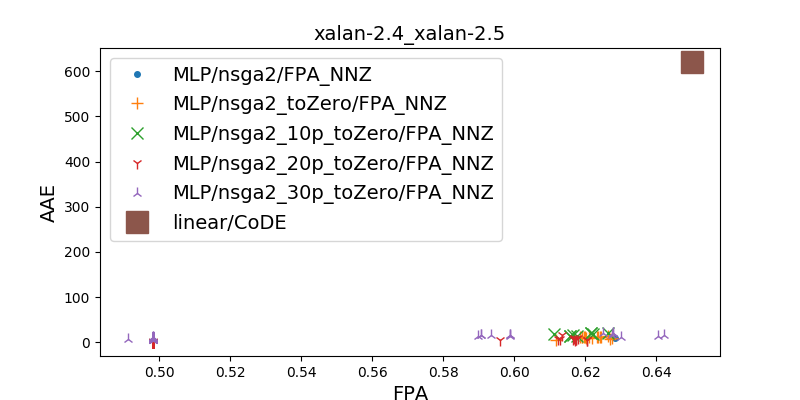 xalan-2.4_xalan-2.5
AAE
600
500
400
300
200
100
0
MLP/nsga2/FPA_NNZ
MLP/nsga2_toZero/FPA_NNZ
MLP/nsga2_10p_toZero/FPA_NNZ
MLP/nsga2_20p_toZero/FPA_NNZ
MLP/nsga2_30p_toZero/FPA_NNZ
linear/CoDE
0.50 0.52 0.54 0.56 0.58 0.60 0.62 0.64
FPA